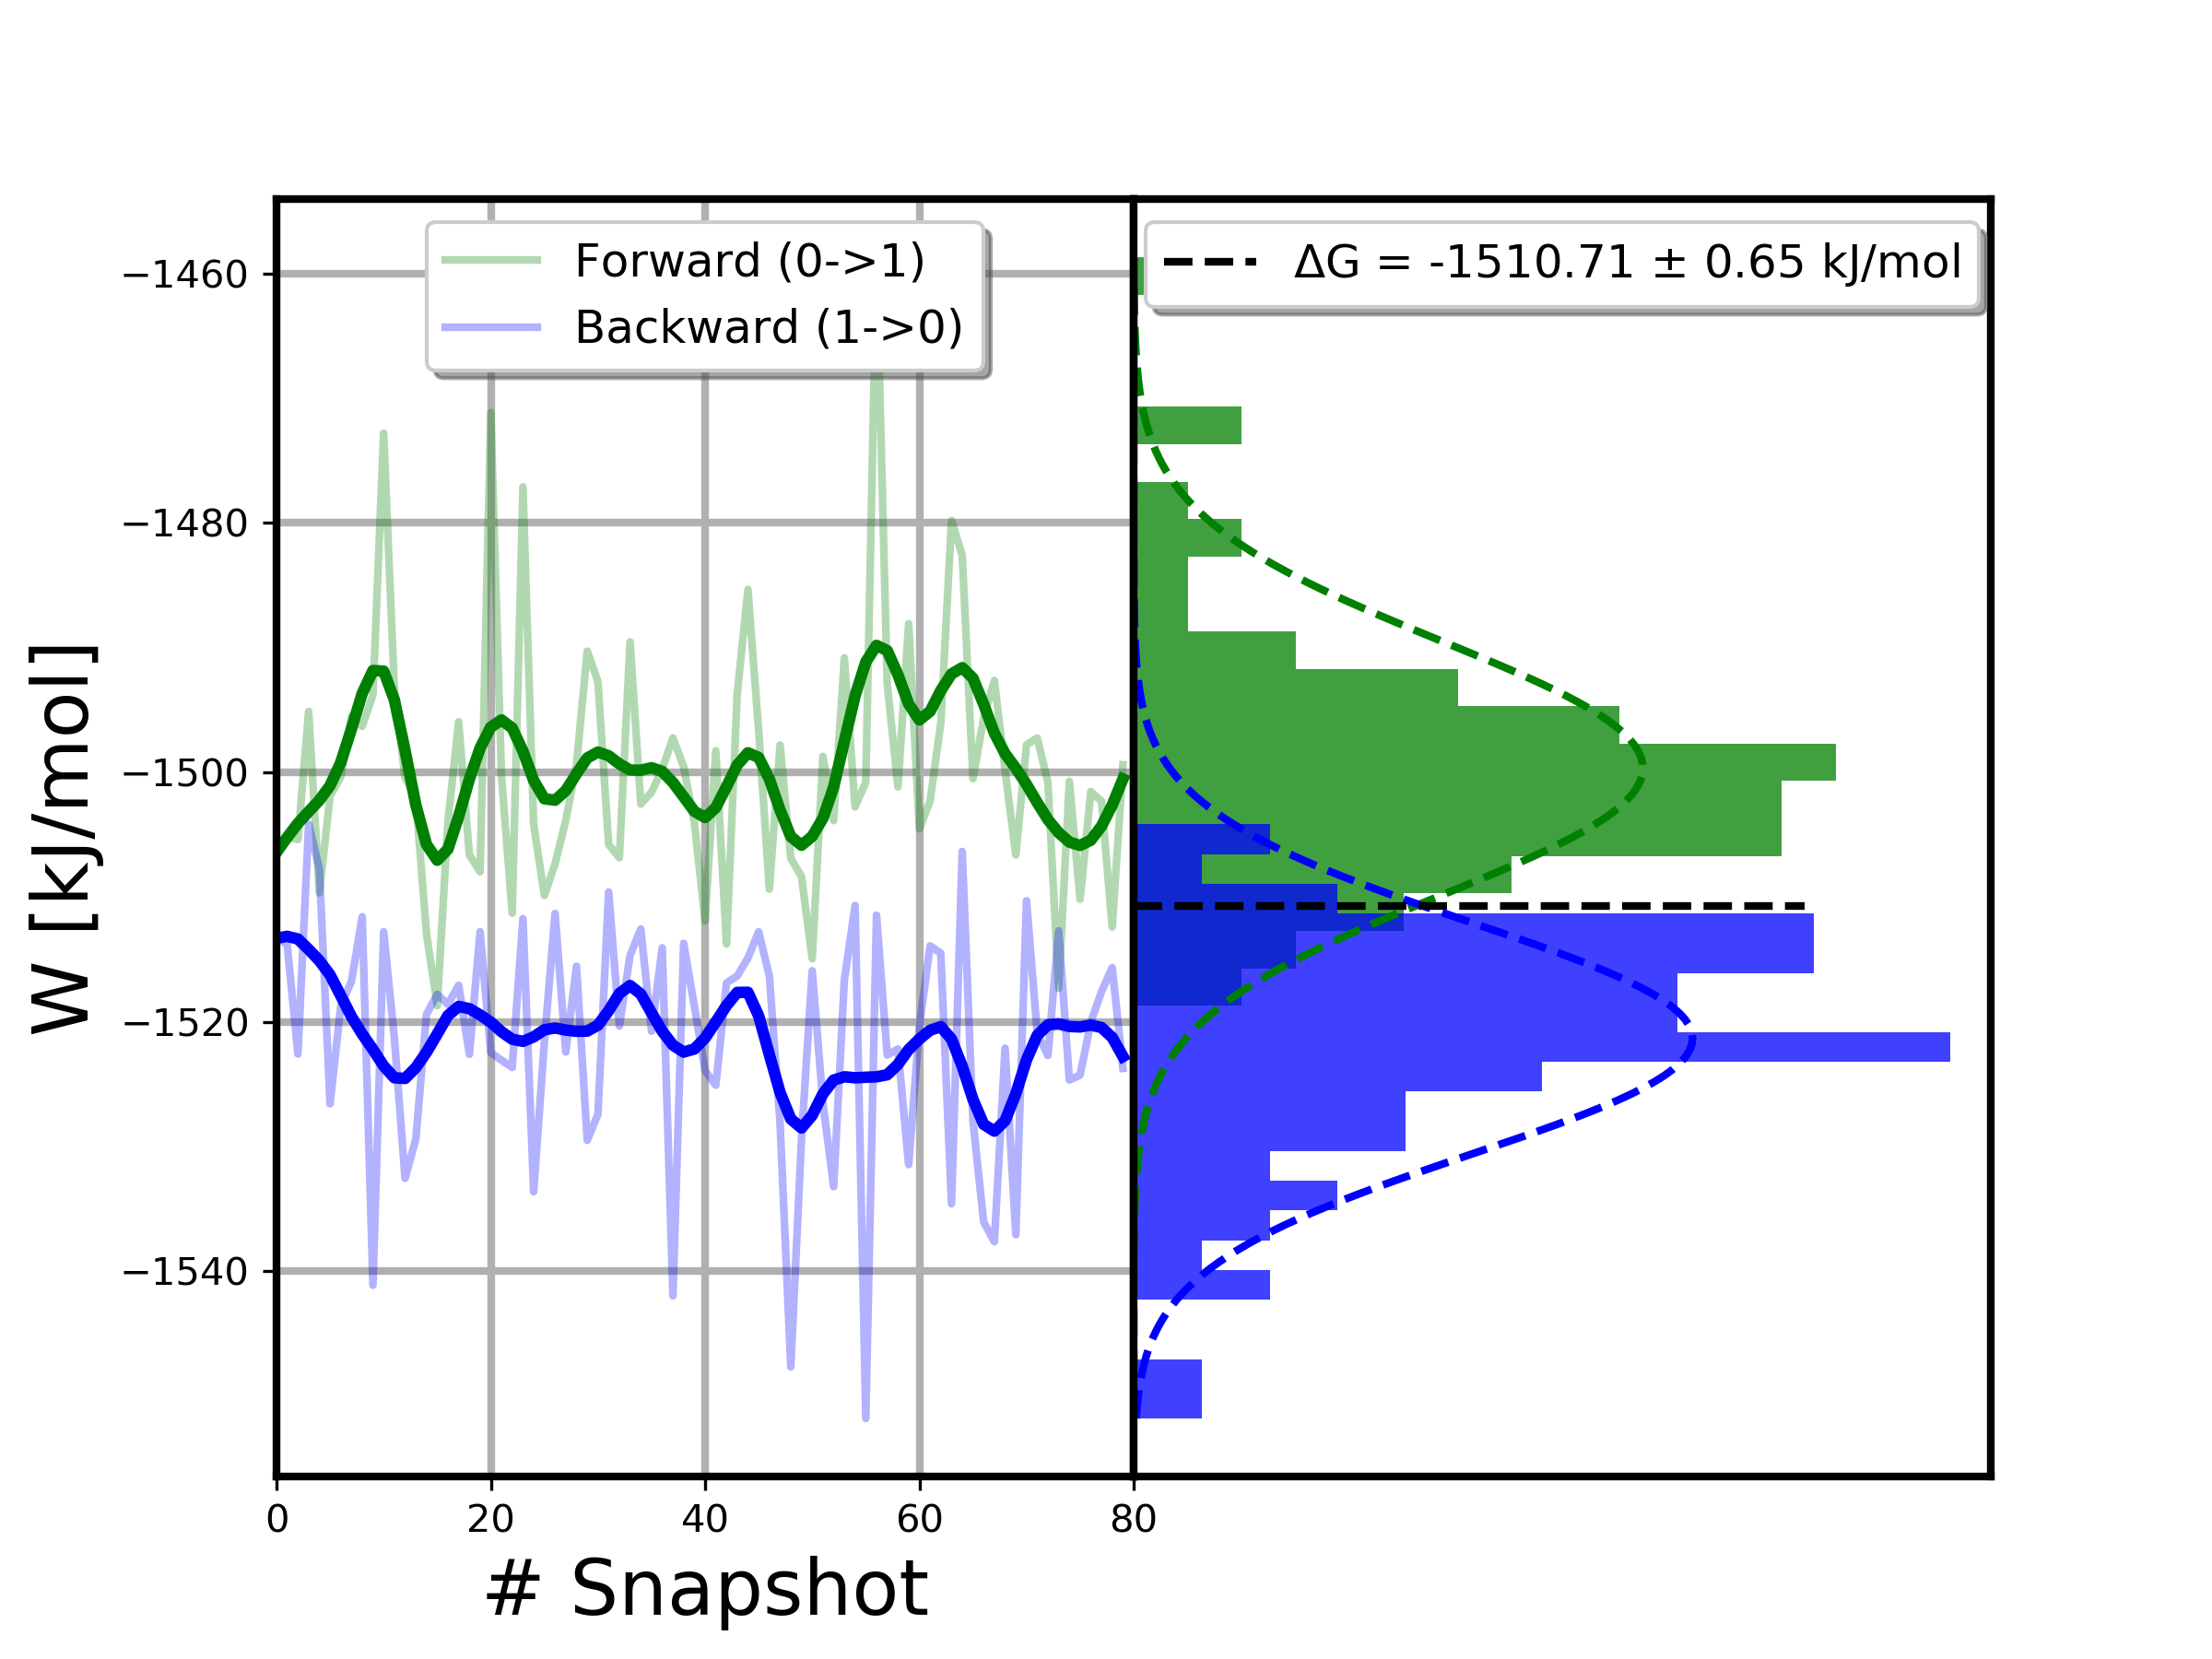 Forward (0->1)
Backward (1->0)
ΔG = -1510.71 ± 0.65 kJ/mol
W [kJ/mol]
−1460
−1480
−1500
−1520
−1540
0 20 40 60 80
# Snapshot